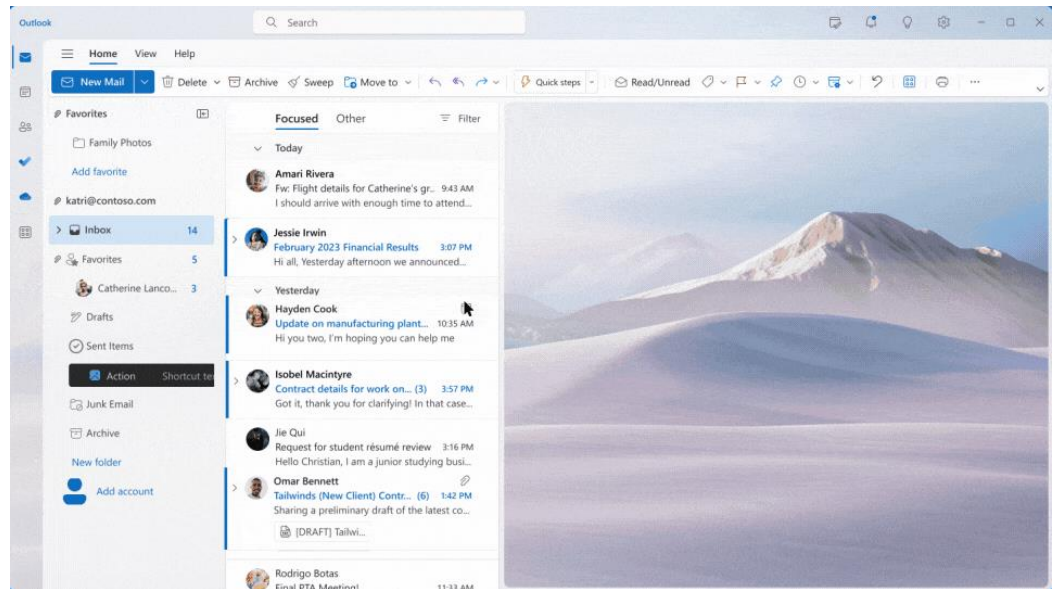 Outlook
Search
Home View Help
New Mail Delete Archive Sweep Move to Quick steps Read/Unread ...
Favorites
Family Photos
Add favorite
katri@contoso.com
Inbox 14
Favorites 5
Catherine Lanco... 3
Drafts
Sent Items
Action Shortcut
Junk Email
Archive
New folder
Add account
Focused Other Filter
Today
Amari Rivera
Fw: Flight details for Catherine's gr... 9:43 AM
I should arrive with enough time to attend...
Jessie Irwin
February 2023 Financial Results 3:07 PM
Hi all, Yesterday afternoon we announced...
Yesterday
Hayden Cook
Update on manufacturing plant... 10:35 AM
Hi you two, I'm hoping you can help me
Isobel Macintyre
Contract details for work on... (3) 3:57 PM
Got it, thank you for clarifying! In that case...
Jie Qui
Request for student résumé review 3:16 PM
Hello Christian, I am a junior studying busi...
Omar Bennett
Tailwinds (New Client) Contr... (6) 1:42 PM
Sharing a preliminary draft of the latest co...
[DRAFT] Tailwi...
Rodrigo Botas
Final PTA Meeting! 11:33 AM